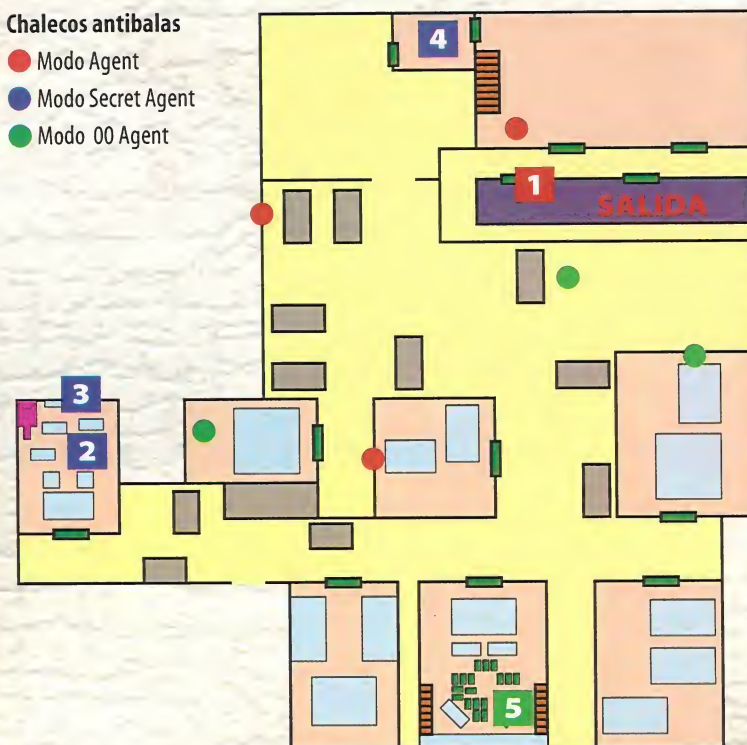 Chalecos antibalas
Modo Agent
Modo Secret Agent
Modo 00 Agent
4
1
SALIDA
3
2
5